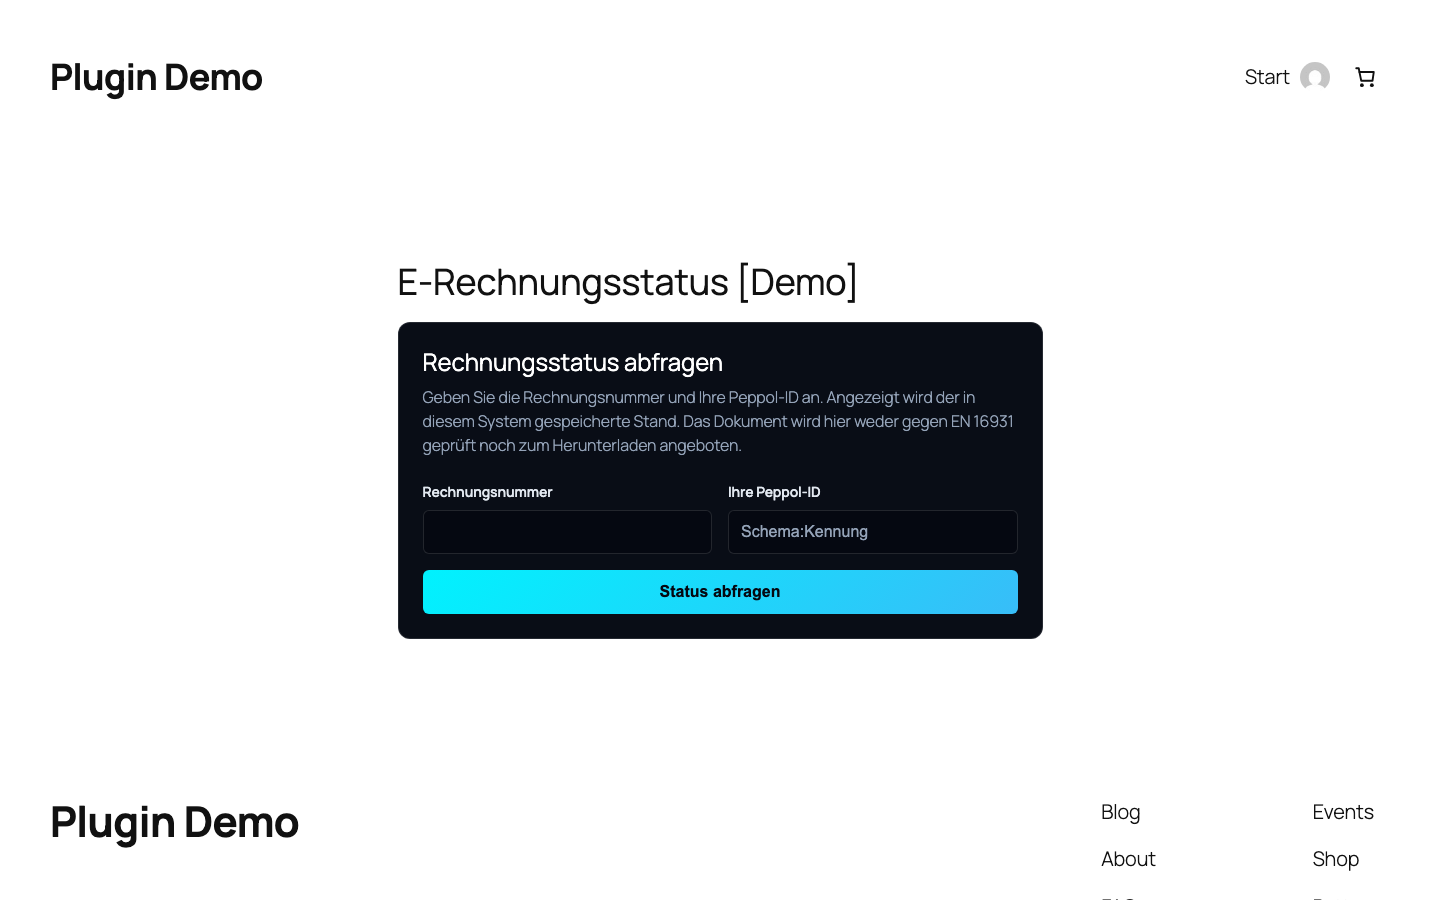 Plugin Demo
Start
E-Rechnungsstatus [Demo]
Rechnungsstatus abfragen
Geben Sie die Rechnungsnummer und Ihre Peppol-ID an. Angezeigt wird der in
diesem System gespeicherte Stand. Das Dokument wird hier weder gegen EN 16931
geprüft noch zum Herunterladen angeboten.
Rechnungsnummer
Ihre Peppol-ID
Schema:Kennung
Status abfragen
Plugin Demo
Blog
Events
About
Shop